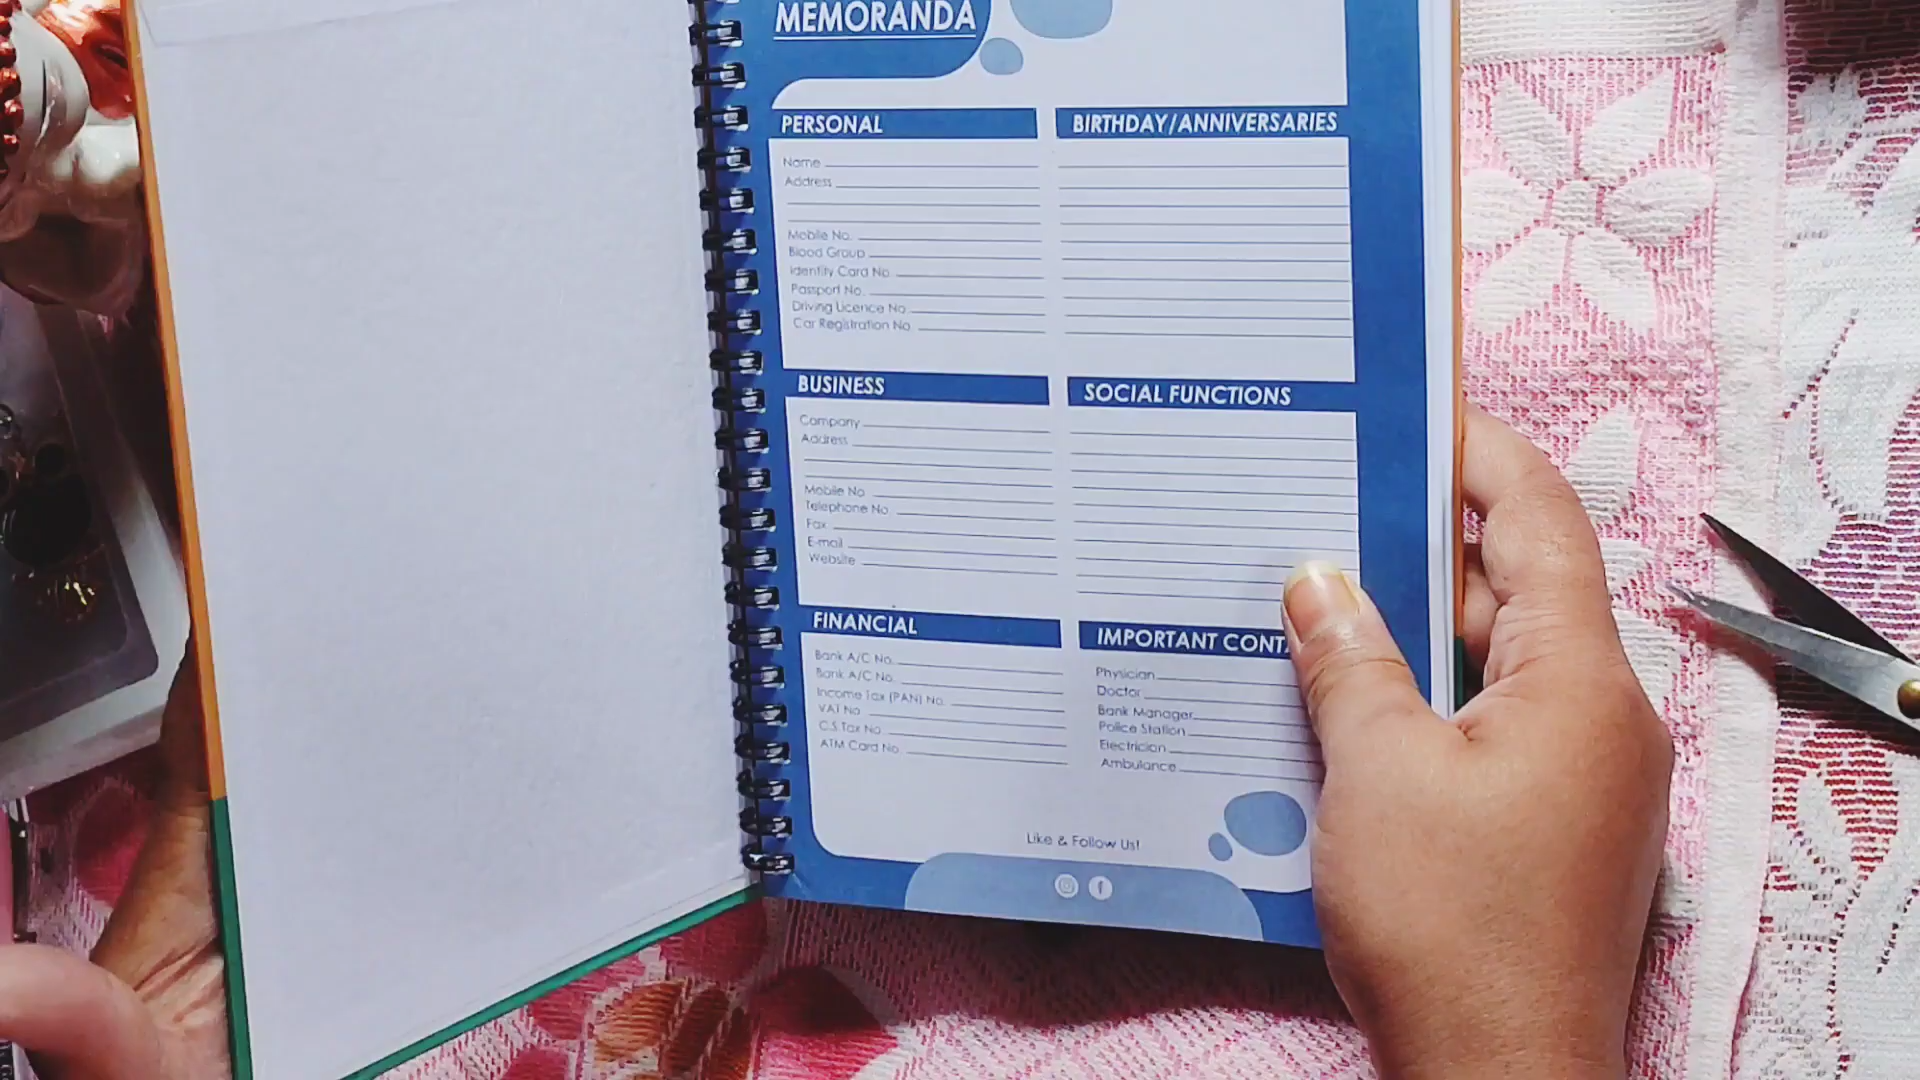 MEMORANDA
PERSONAL
Name
Address
Mobile No.
Blood Group
Identity Card No.
Passport No.
Driving Licence No.
Car Registration No.
BIRTHDAY/ANNIVERSARIES
BUSINESS
Company
Address
Mobile No.
Telephone No.
Fax
E-mail
Website
SOCIAL FUNCTIONS
FINANCIAL
Bank A/C No.
Bank A/C No.
Income Tax (PAN) No.
VAT No.
C.S.Tax No.
ATM Card No.
IMPORTANT CONT
Physician
Doctor
Bank Manager
Police Station
Electrician
Ambulance
Like & Follow Us!